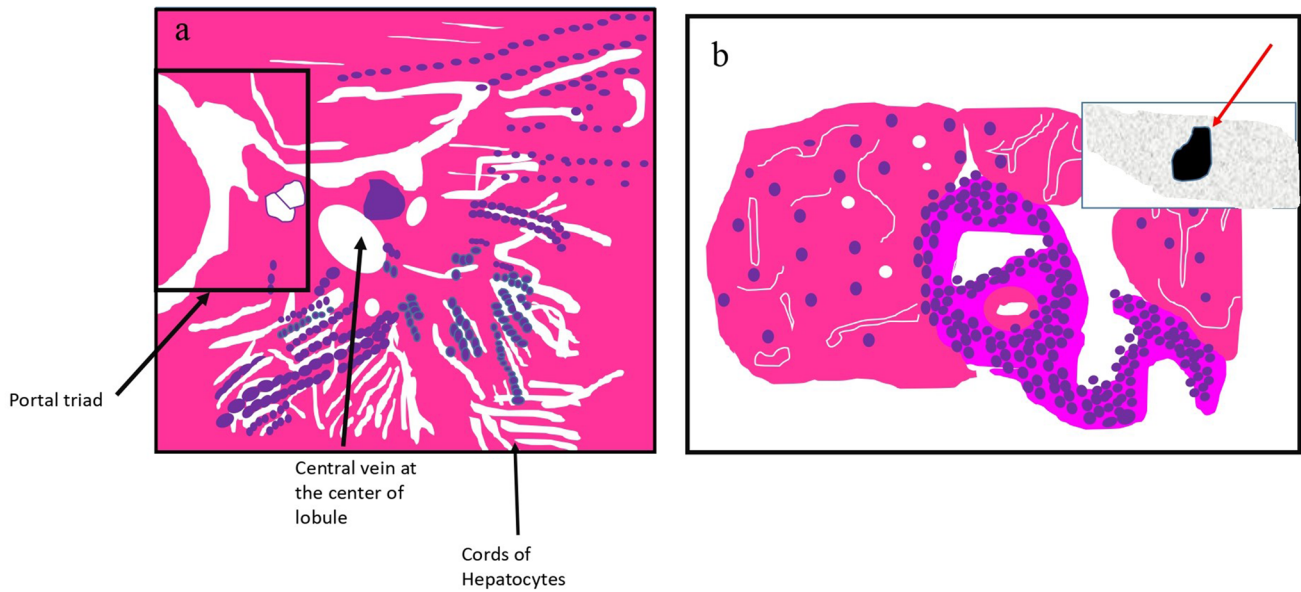 a
b
Portal triad
Central vein at
the center of
lobule
Cords of
Hepatocytes